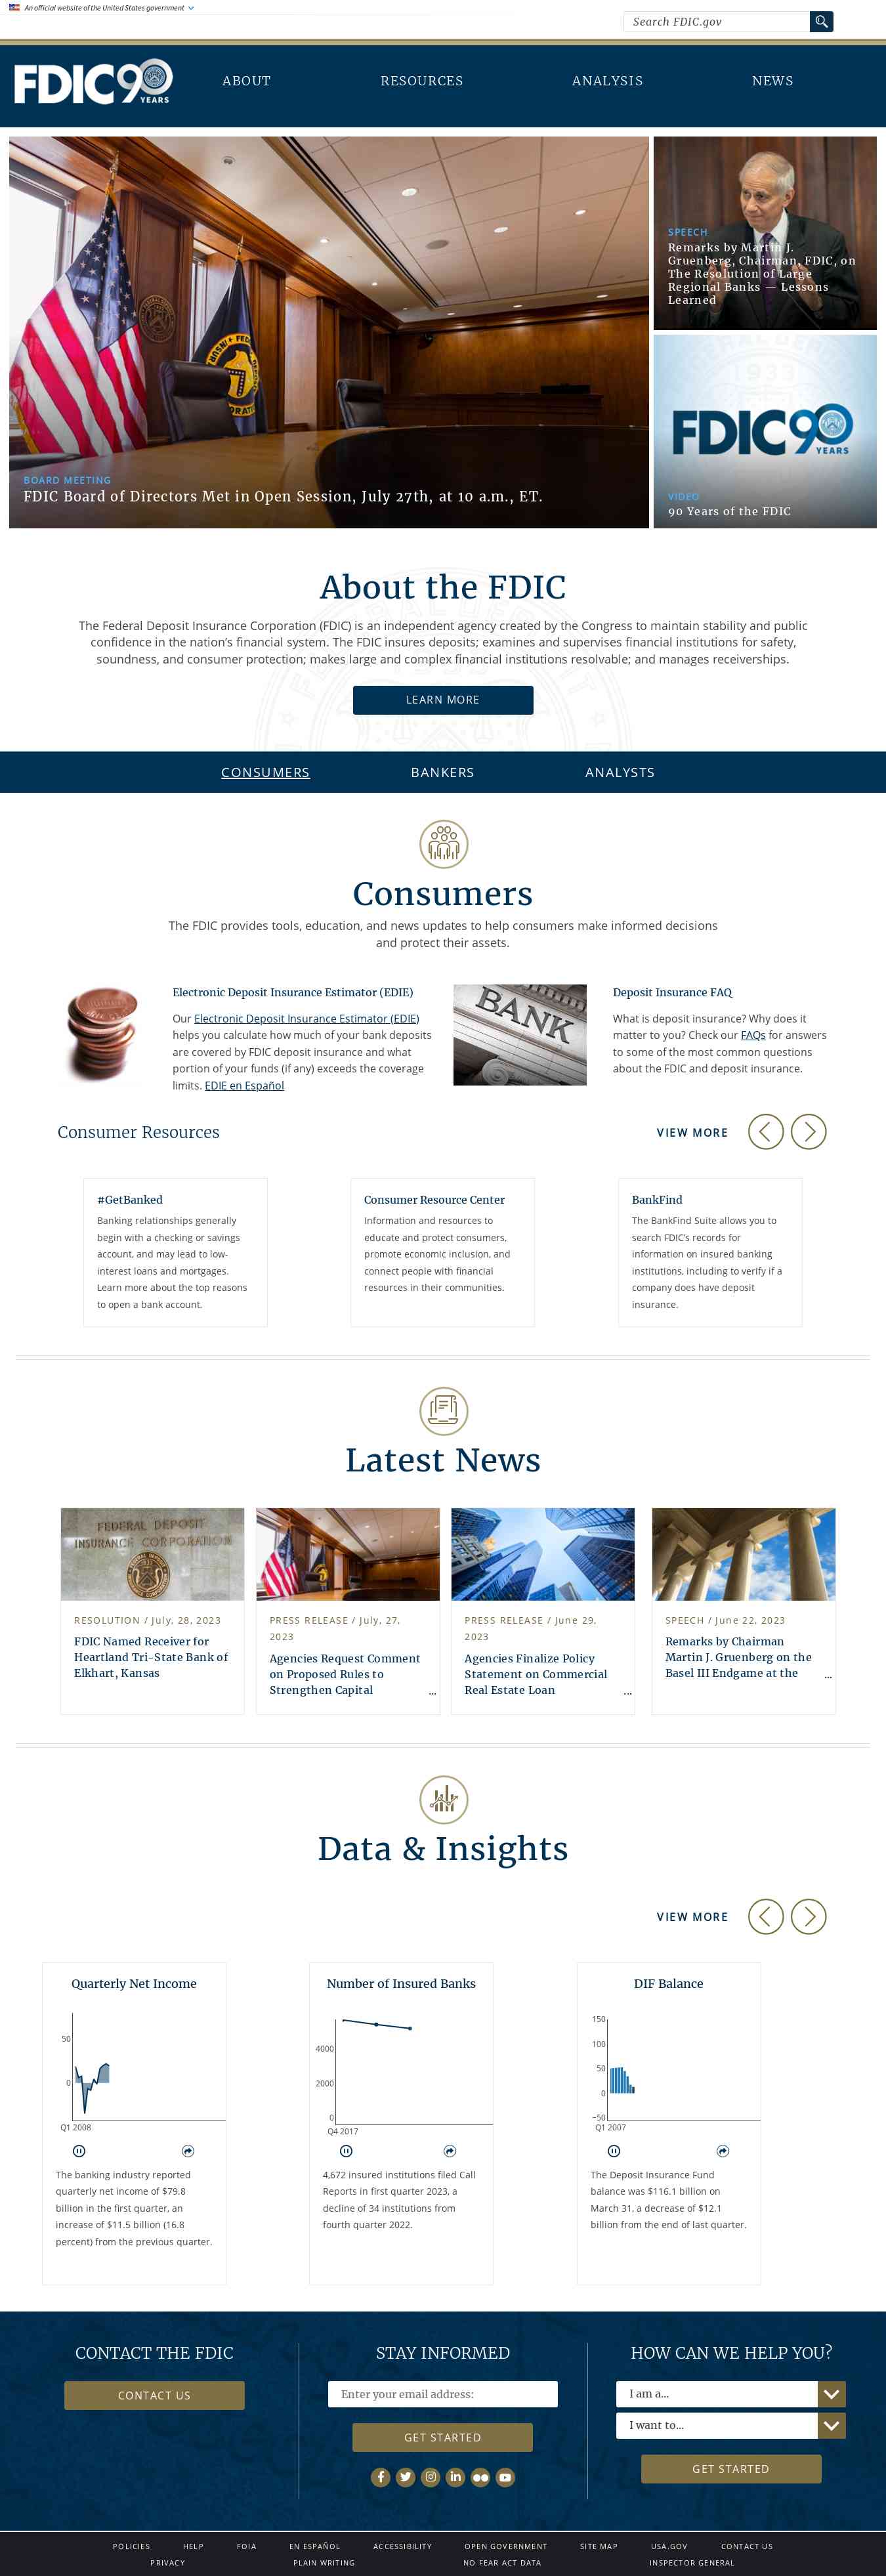 An official website of the United States government
Search FDIC.gov
FDIC 90 YEARS
ABOUT
RESOURCES
ANALYSIS
NEWS
BOARD MEETING
FDIC Board of Directors Met in Open Session, July 27th, at 10 a.m., ET.
SPEECH
Remarks by Martin J.
Gruenberg, Chairman, FDIC, on
The Resolution of Large
Regional Banks — Lessons
Learned
1933
FDIC 90 YEARS
VIDEO
90 Years of the FDIC
About the FDIC
The Federal Deposit Insurance Corporation (FDIC) is an independent agency created by the Congress to maintain stability and public
confidence in the nation’s financial system. The FDIC insures deposits; examines and supervises financial institutions for safety,
soundness, and consumer protection; makes large and complex financial institutions resolvable; and manages receiverships.
LEARN MORE
CONSUMERS
BANKERS
ANALYSTS
Consumers
The FDIC provides tools, education, and news updates to help consumers make informed decisions
and protect their assets.
Electronic Deposit Insurance Estimator (EDIE)
Our Electronic Deposit Insurance Estimator (EDIE)
helps you calculate how much of your bank deposits
are covered by FDIC deposit insurance and what
portion of your funds (if any) exceeds the coverage
limits. EDIE en Español
BANK
Deposit Insurance FAQ
What is deposit insurance? Why does it
matter to you? Check our FAQs for answers
to some of the most common questions
about the FDIC and deposit insurance.
Consumer Resources
VIEW MORE
#GetBanked
Banking relationships generally
begin with a checking or savings
account, and may lead to low-
interest loans and mortgages.
Learn more about the top reasons
to open a bank account.
Consumer Resource Center
Information and resources to
educate and protect consumers,
promote economic inclusion, and
connect people with financial
resources in their communities.
BankFind
The BankFind Suite allows you to
search FDIC’s records for
information on insured banking
institutions, including to verify if a
company does have deposit
insurance.
Latest News
FEDERAL DEPOSIT
INSURANCE CORPORATION
RESOLUTION / July, 28, 2023
FDIC Named Receiver for
Heartland Tri-State Bank of
Elkhart, Kansas
PRESS RELEASE / July, 27,
2023
Agencies Request Comment
on Proposed Rules to
Strengthen Capital ...
PRESS RELEASE / June 29,
2023
Agencies Finalize Policy
Statement on Commercial
Real Estate Loan ...
SPEECH / June 22, 2023
Remarks by Chairman
Martin J. Gruenberg on the
Basel III Endgame at the ...
Data & Insights
VIEW MORE
Quarterly Net Income
50
0
Q1 2008
The banking industry reported
quarterly net income of $79.8
billion in the first quarter, an
increase of $11.5 billion (16.8
percent) from the previous quarter.
Number of Insured Banks
4000
2000
0
Q4 2017
4,672 insured institutions filed Call
Reports in first quarter 2023, a
decline of 34 institutions from
fourth quarter 2022.
DIF Balance
150
100
50
0
−50
Q1 2007
The Deposit Insurance Fund
balance was $116.1 billion on
March 31, a decrease of $12.1
billion from the end of last quarter.
CONTACT THE FDIC
CONTACT US
STAY INFORMED
Enter your email address:
GET STARTED
HOW CAN WE HELP YOU?
I am a...
I want to...
GET STARTED
POLICIES
HELP
FOIA
EN ESPAÑOL
ACCESSIBILITY
OPEN GOVERNMENT
SITE MAP
USA.GOV
CONTACT US
PRIVACY
PLAIN WRITING
NO FEAR ACT DATA
INSPECTOR GENERAL